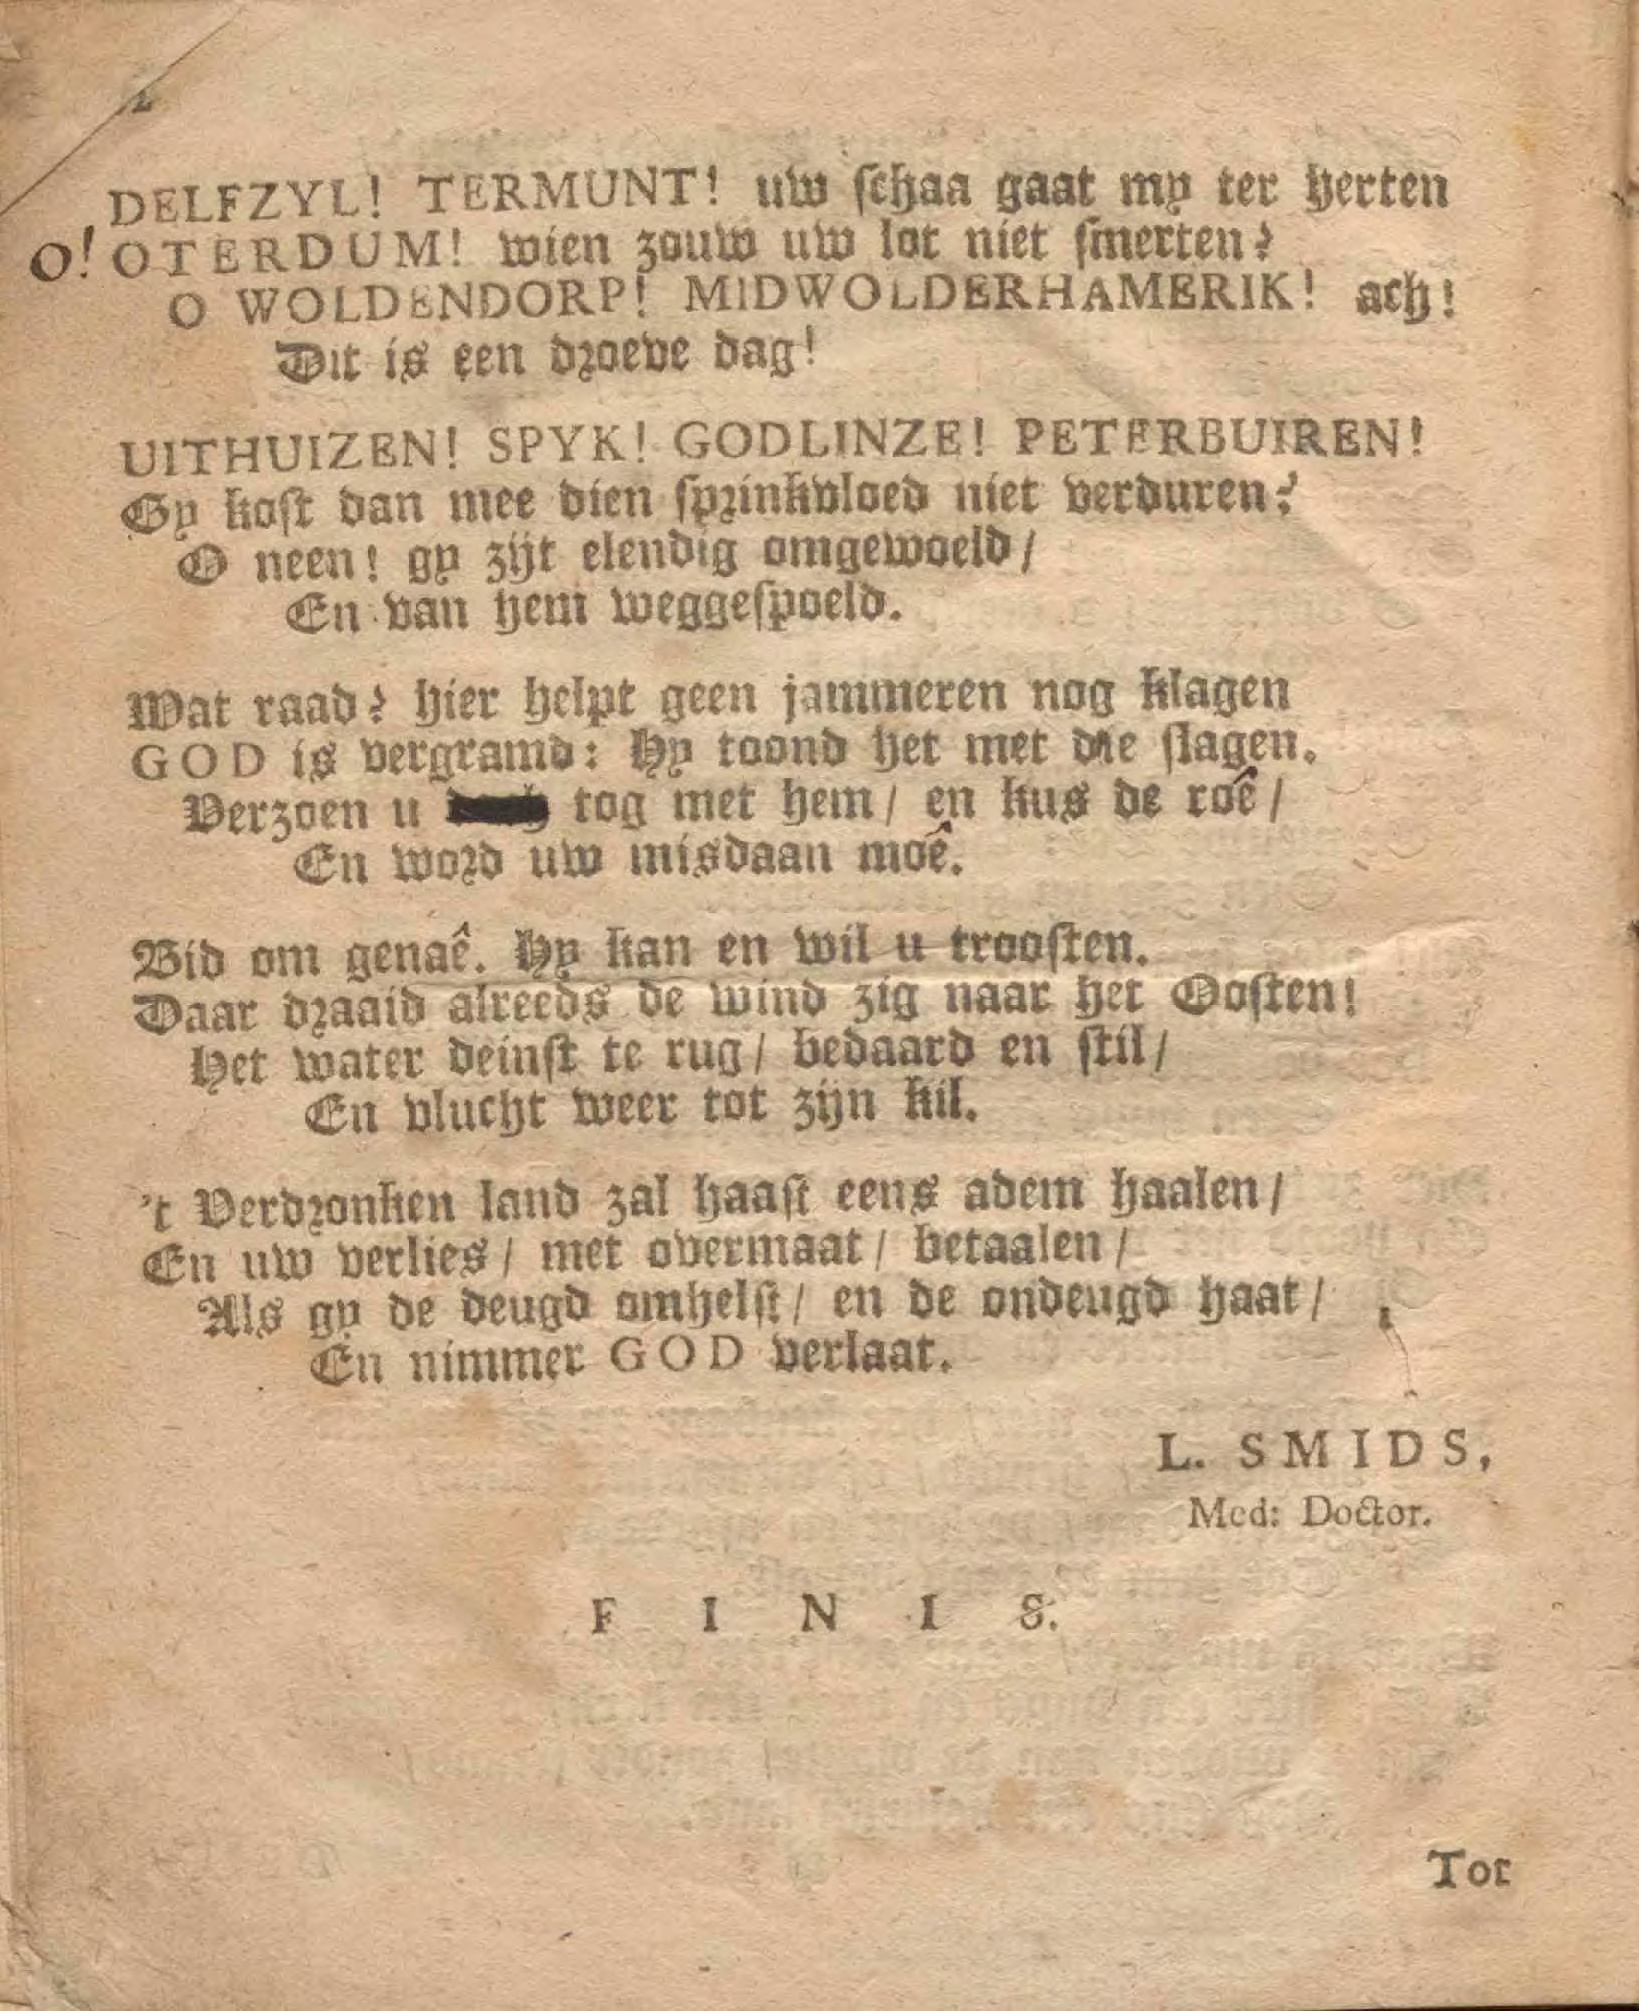 DELFZYL! TERMUNT! uw schaa gaat my ter herten
O! OTERDUM! wien zouw uw lot niet smerten?
O WOLDENDORP! MIDWOLDERHAMERIK! ach!
Dit is een droeve dag!
UITHUIZEN! SPYK! GODLINZE! PETERBUIREN!
Gy kost dan mee dien sprinkvloed niet verduren?
O neen! gy zijt elendig omgewoeld/
En van hem weggespoeld.
Wat raad? hier helpt geen jammeren nog klagen
GOD is vergramd: Hy toond het met die slagen.
Verzoen u tog met hem/ en kus de roê/
En word uw misdaan moê.
Bid om genaê. Hy kan en wil u troosten.
Daar draaid alreeds de wind zig naar het Oosten!
Het water deinst te rug/ bedaard en stil/
En vlucht weer tot zijn kil.
't Verdronken land zal haast eens adem haalen/
En uw verlies/ met overmaat/ betaalen/
Als gy de deugd omhelst/ en de ondeugd haat/
En nimmer GOD verlaat.
L. SMIDS,
Med: Doctor.
FINIS.
Tot